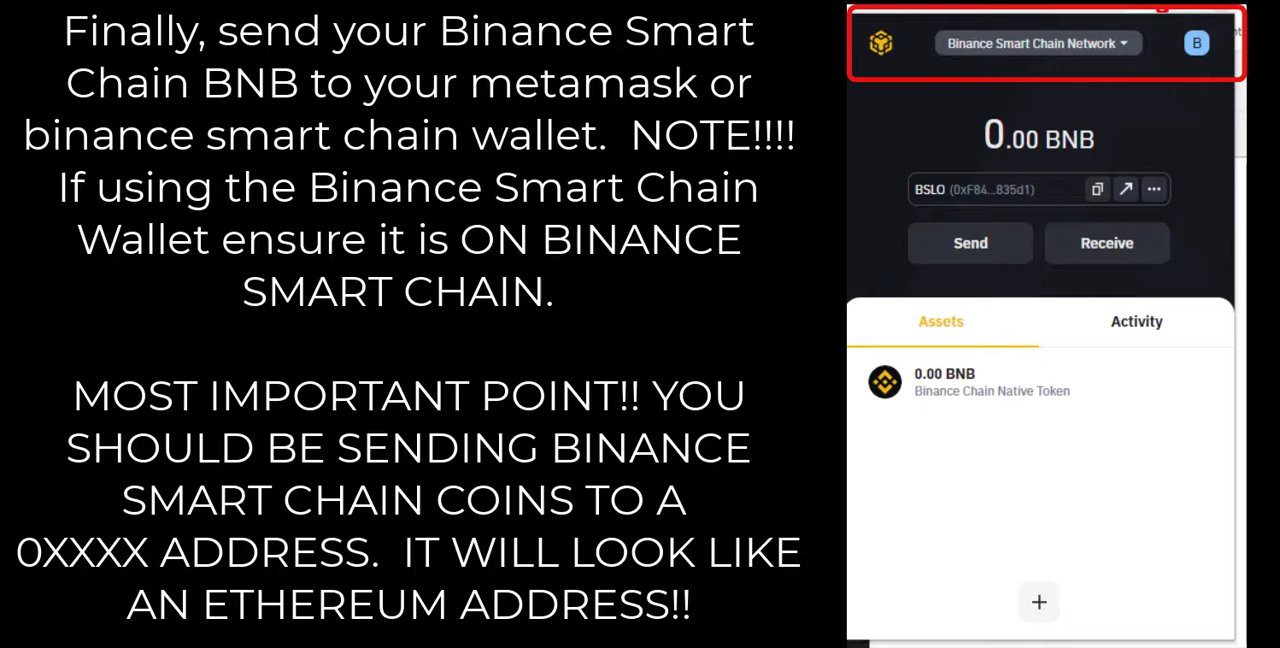 Finally, send your Binance Smart
Chain BNB to your metamask or
binance smart chain wallet.  NOTE!!!!
If using the Binance Smart Chain
Wallet ensure it is ON BINANCE
SMART CHAIN.
MOST IMPORTANT POINT!! YOU
SHOULD BE SENDING BINANCE
SMART CHAIN COINS TO A
0XXXX ADDRESS.  IT WILL LOOK LIKE
AN ETHEREUM ADDRESS!!
Binance Smart Chain Network
B
0.00 BNB
BSLO (0xF84...835d1)
Send Receive
Assets Activity
0.00 BNB
Binance Chain Native Token